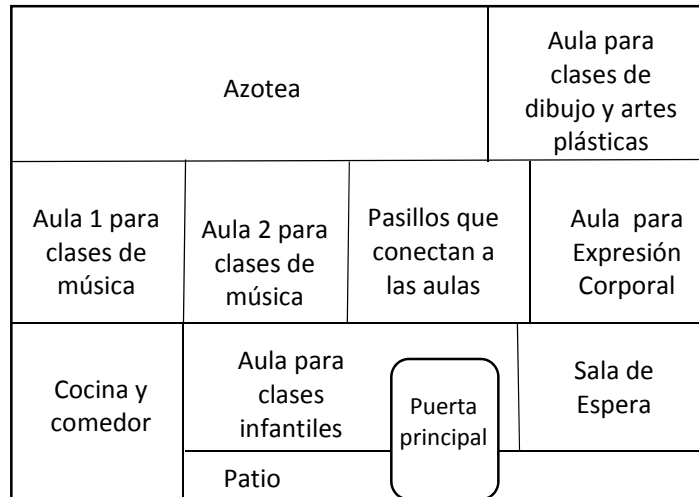 Azotea
Aula para
clases de
dibujo y artes
plásticas
Aula 1 para
clases de
música
Aula 2 para
clases de
música
Pasillos que
conectan a
las aulas
Aula para
Expresión
Corporal
Cocina y
comedor
Aula para
clases
infantiles
Puerta
principal
Sala de
Espera
Patio